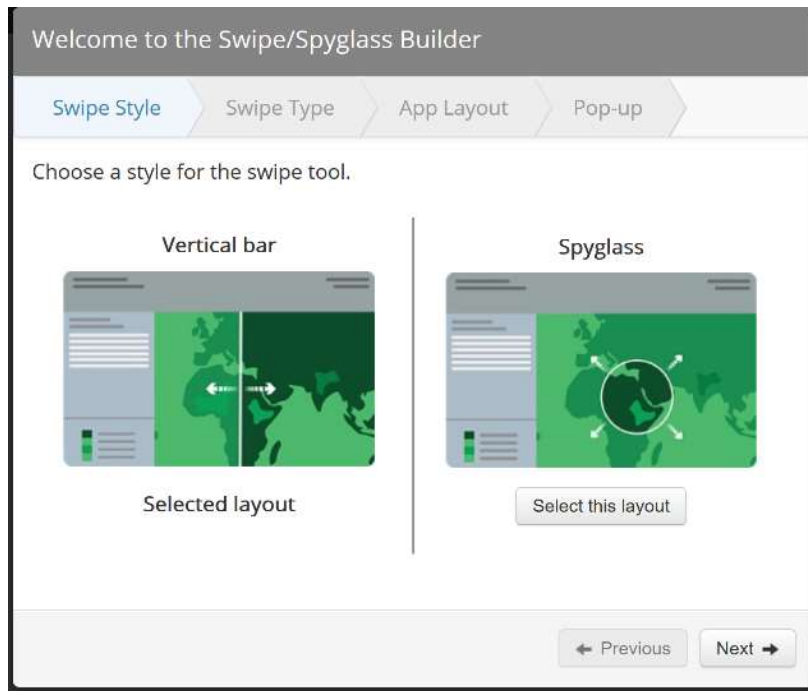 Welcome to the Swipe/Spyglass Builder
Swipe Style
Swipe Type
App Layout
Pop-up
Choose a style for the swipe tool.
Vertical bar
Selected layout
Spyglass
Select this layout
Previous
Next